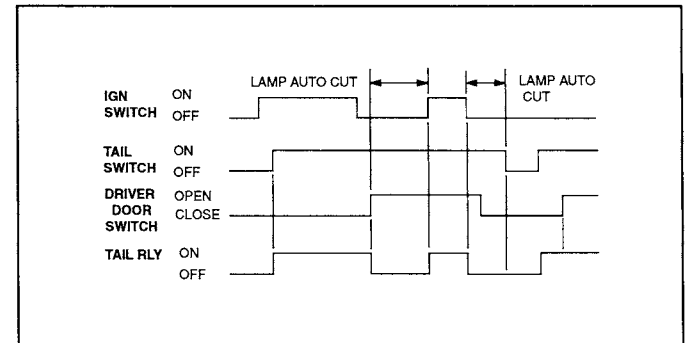 LAMP AUTO CUT
LAMP AUTO
CUT
IGN
SWITCH
ON
OFF
TAIL
SWITCH
ON
OFF
DRIVER
DOOR
SWITCH
OPEN
CLOSE
TAIL RLY
ON
OFF